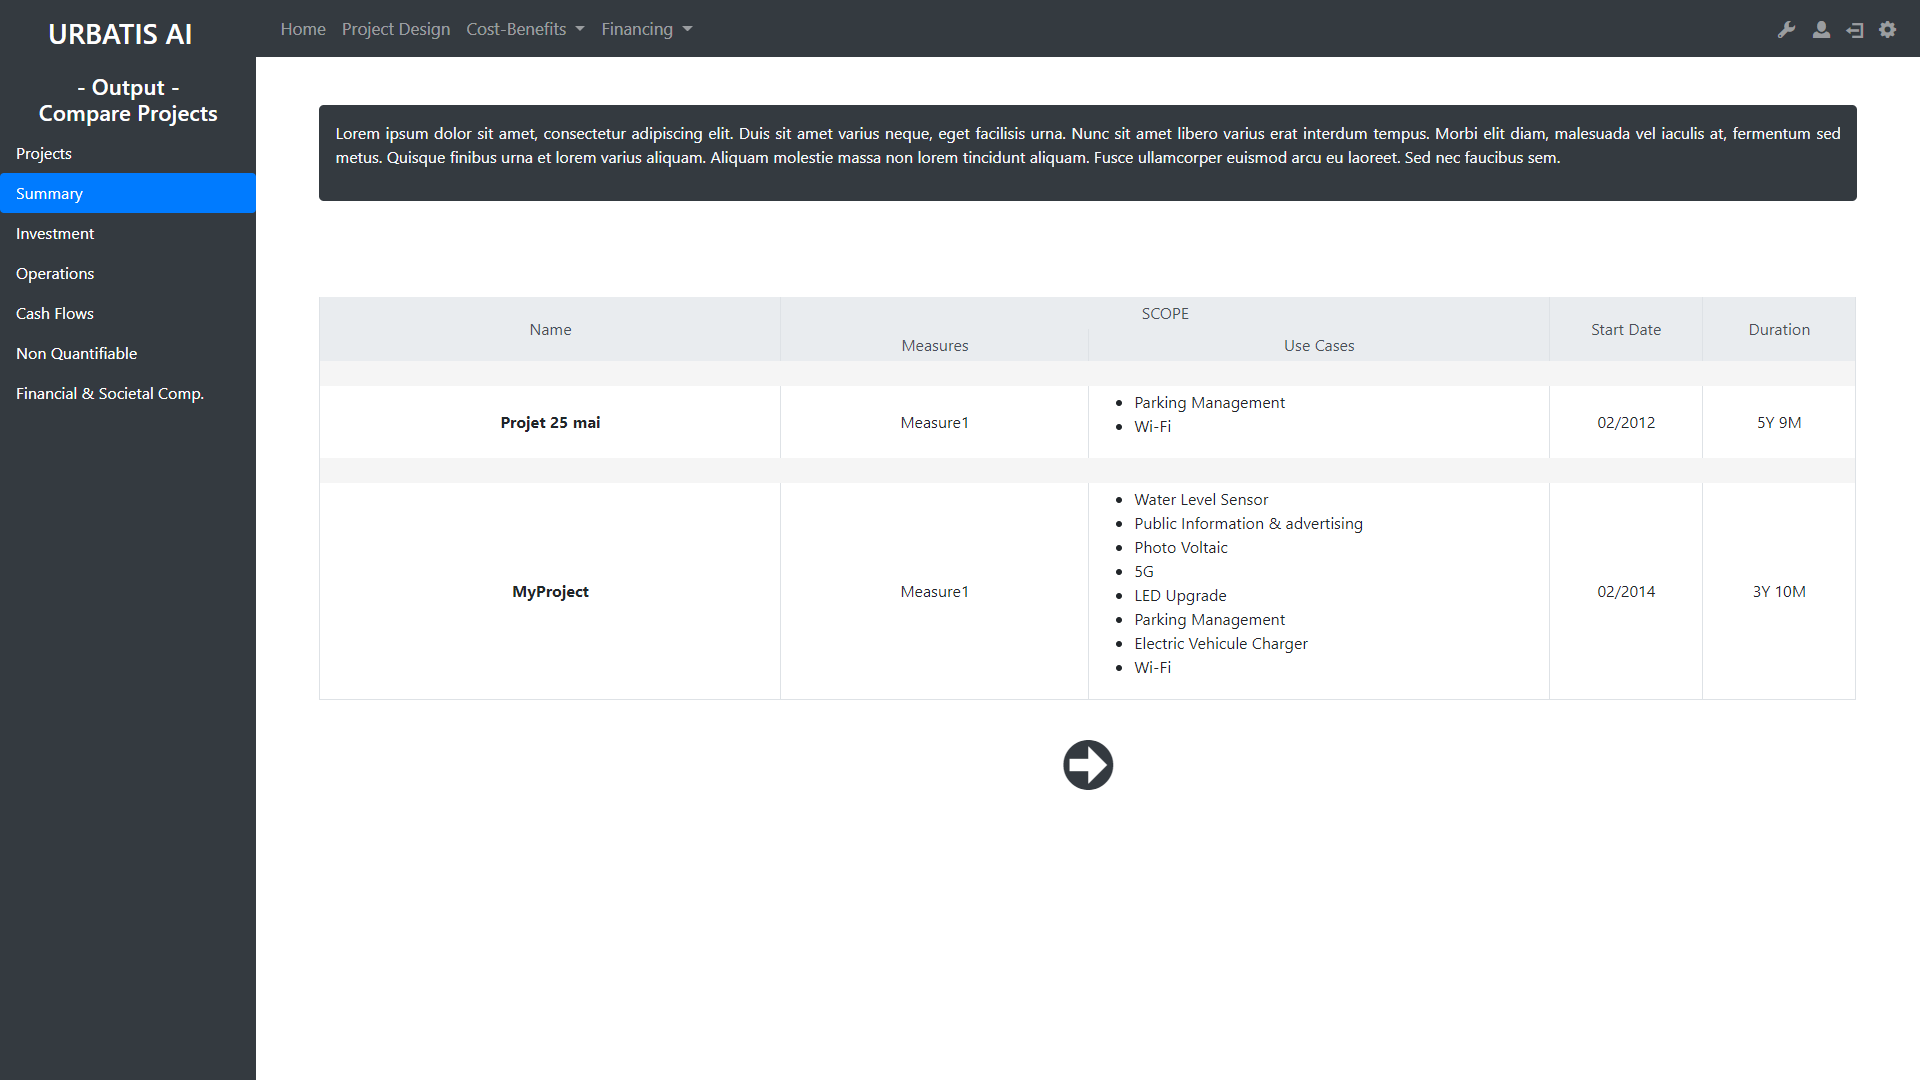 URBATIS AI
Home Project Design Cost-Benefits Financing
- Output -
Compare Projects
Projects
Summary
Investment
Operations
Cash Flows
Non Quantifiable
Financial & Societal Comp.
Lorem ipsum dolor sit amet, consectetur adipiscing elit. Duis sit amet varius neque, eget facilisis urna. Nunc sit amet libero varius erat interdum tempus. Morbi elit diam, malesuada vel iaculis at, fermentum sed
metus. Quisque finibus urna et lorem varius aliquam. Aliquam molestie massa non lorem tincidunt aliquam. Fusce ullamcorper euismod arcu eu laoreet. Sed nec faucibus sem.
Name SCOPE Start Date Duration
Measures Use Cases
Projet 25 mai Measure1 02/2012 5Y 9M
Parking Management
Wi-Fi
MyProject Measure1 02/2014 3Y 10M
Water Level Sensor
Public Information & advertising
Photo Voltaic
5G
LED Upgrade
Parking Management
Electric Vehicule Charger
Wi-Fi